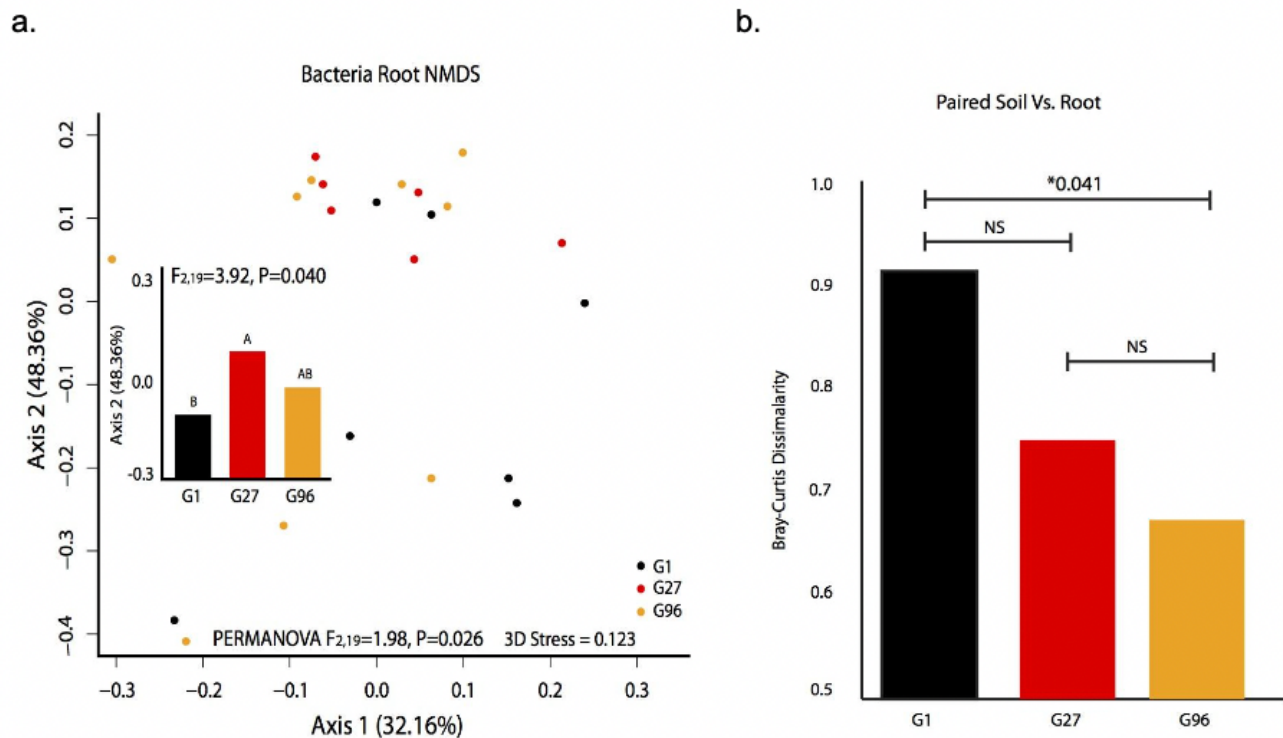 a.
Bacteria Root NMDS
Axis 2 (48.36%)
0.2
0.1
0.0
−0.1
−0.2
−0.3
−0.4
−0.3
−0.2
−0.1
0.0
0.1
0.2
0.3
Axis 1 (32.16%)
F2,19=3.92, P=0.040
Axis 2 (48.36%)
0.3
0.0
-0.3
B
A
AB
G1
G27
G96
G1
G27
G96
PERMANOVA F2,19=1.98, P=0.026 3D Stress = 0.123
b.
Paired Soil Vs. Root
Bray-Curtis Dissimalarity
1.0
0.9
0.8
0.7
0.6
0.5
*0.041
NS
NS
G1
G27
G96